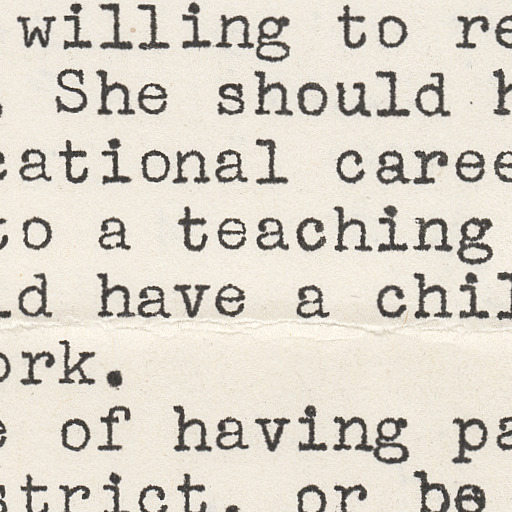 willing to re
. She should h
cational caree
to a teaching
ld have a chil
ork.
e of having pa
strict, or be